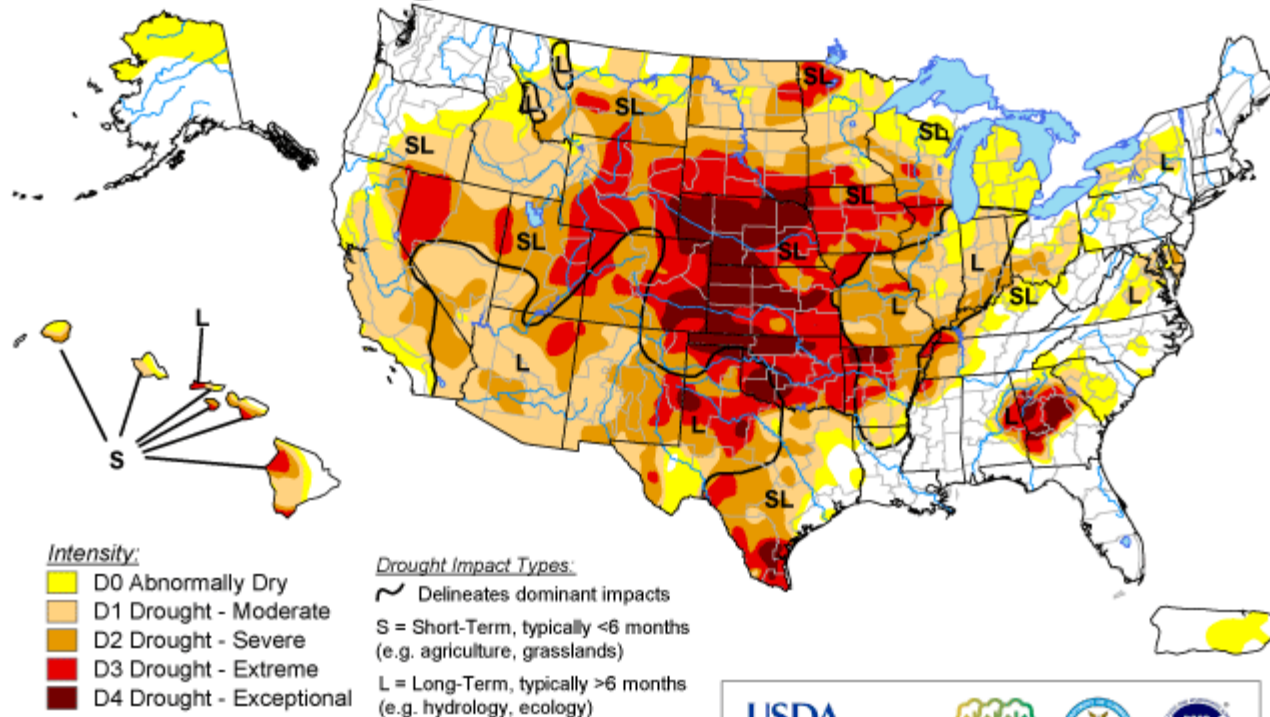 L
SL
L
SL
SL
L
SL
SL
SL
SL
L
L
L
SL
L
L
L
L
SL
L
S
Intensity:
D0 Abnormally Dry
D1 Drought - Moderate
D2 Drought - Severe
D3 Drought - Extreme
D4 Drought - Exceptional
Drought Impact Types:
Delineates dominant impacts
S = Short-Term, typically <6 months
(e.g. agriculture, grasslands)
L = Long-Term, typically >6 months
(e.g. hydrology, ecology)
USDA